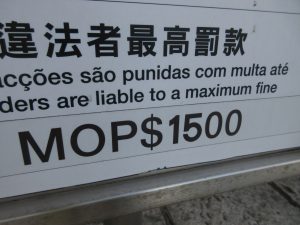 違法者最高罰款
acções são punidas com multa até
ders are liable to a maximum fine
MOP$1500